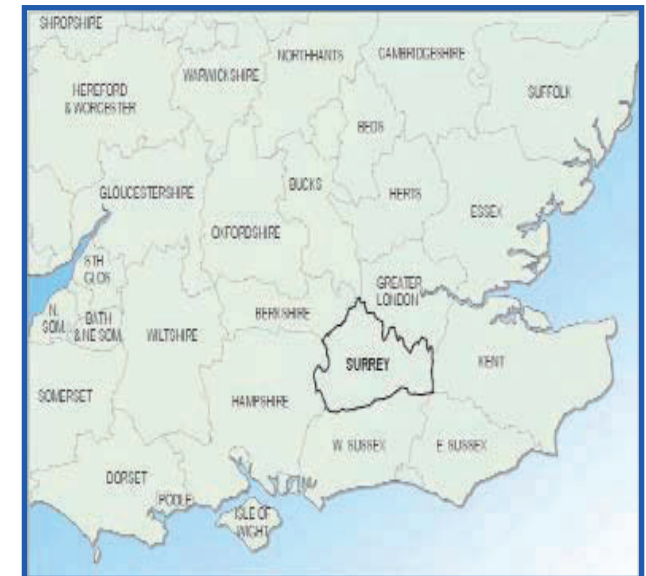 SHROPSHIRE
NORTHHANTS
CAMBRIDGESHIRE
WARWICKSHIRE
HEREFORD
& WORCESTER
SUFFOLK
BEDS
GLOUCESTERSHIRE
BUCKS
HERTS
ESSEX
OXFORDSHIRE
STH
GLOS
GREATER
LONDON
N.
SOM.
BATH
& NE SOM.
WILTSHIRE
BERKSHIRE
SURREY
KENT
SOMERSET
HAMPSHIRE
W. SUSSEX
E. SUSSEX
DORSET
POOLE
ISLE OF
WIGHT